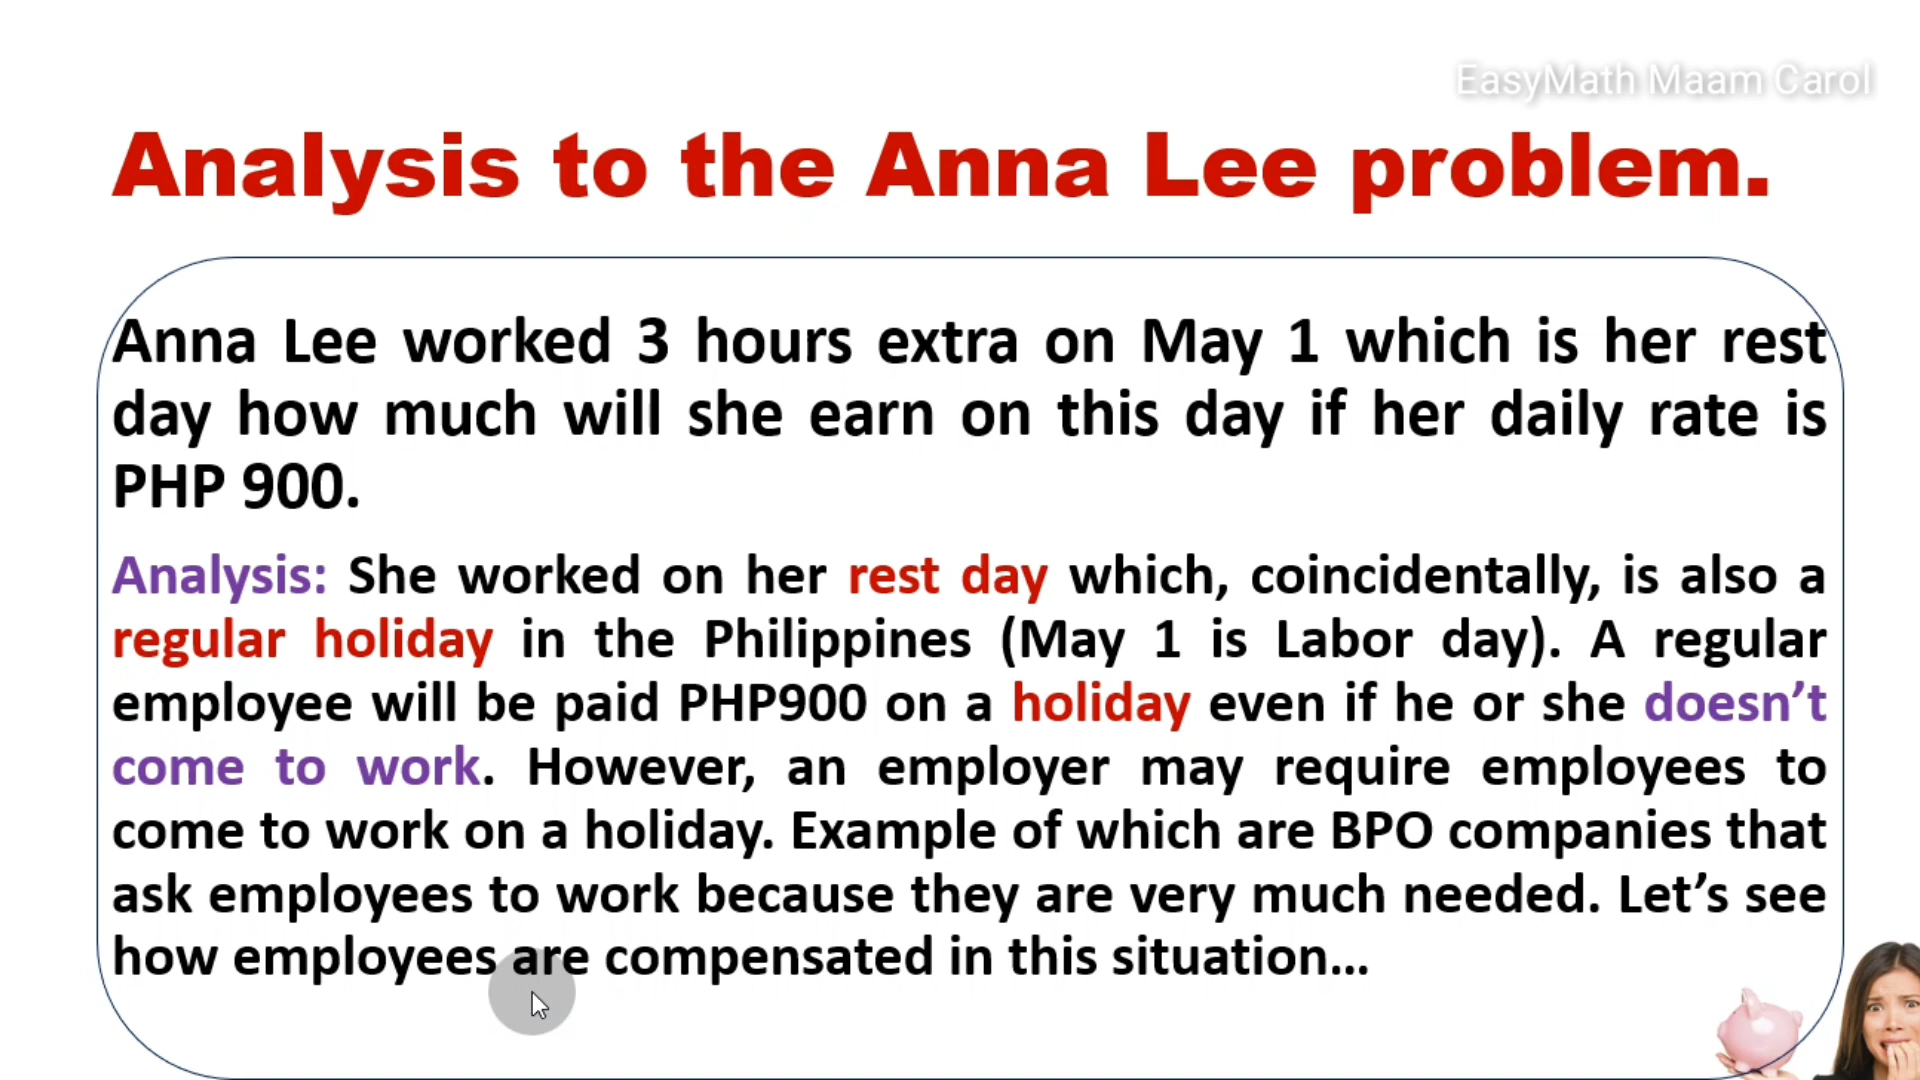 EasyMath Maam Carol
Analysis to the Anna Lee problem.
Anna Lee worked 3 hours extra on May 1 which is her rest
day how much will she earn on this day if her daily rate is
PHP 900.
Analysis: She worked on her rest day which, coincidentally, is also a
regular holiday in the Philippines (May 1 is Labor day). A regular
employee will be paid PHP900 on a holiday even if he or she doesn’t
come to work. However, an employer may require employees to
come to work on a holiday. Example of which are BPO companies that
ask employees to work because they are very much needed. Let’s see
how employees are compensated in this situation...